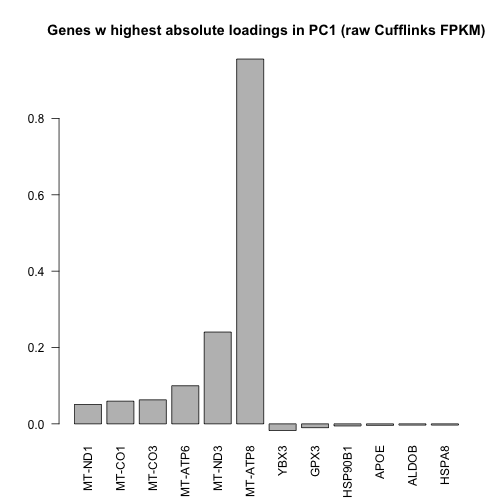 Genes w highest absolute loadings in PC1 (raw Cufflinks FPKM)
0.8
0.6
0.4
0.2
0.0
MT-ND1
MT-CO1
MT-CO3
MT-ATP6
MT-ND3
MT-ATP8
YBX3
GPX3
HSP90B1
APOE
ALDOB
HSPA8